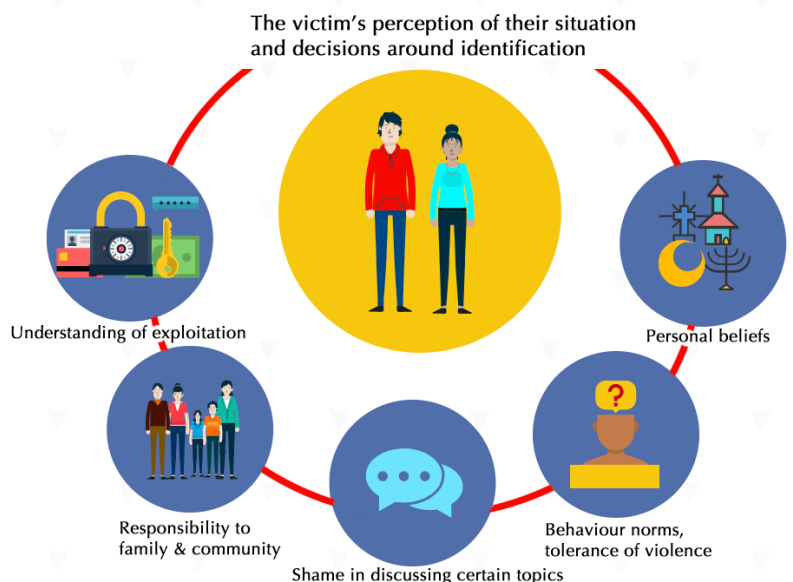 The victim's perception of their situation
and decisions around identification
Understanding of exploitation
Personal beliefs
Responsibility to
family & community
Behaviour norms,
tolerance of violence
Shame in discussing certain topics
?